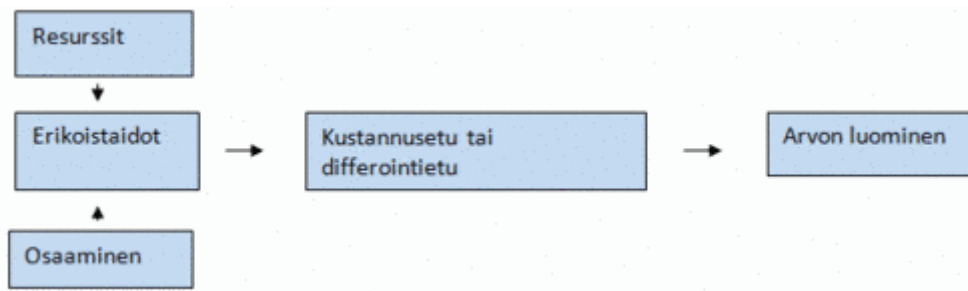 Resurssit
Erikoistaidot
Kustannusetu tai
differointietu
Arvon luominen
Osaaminen